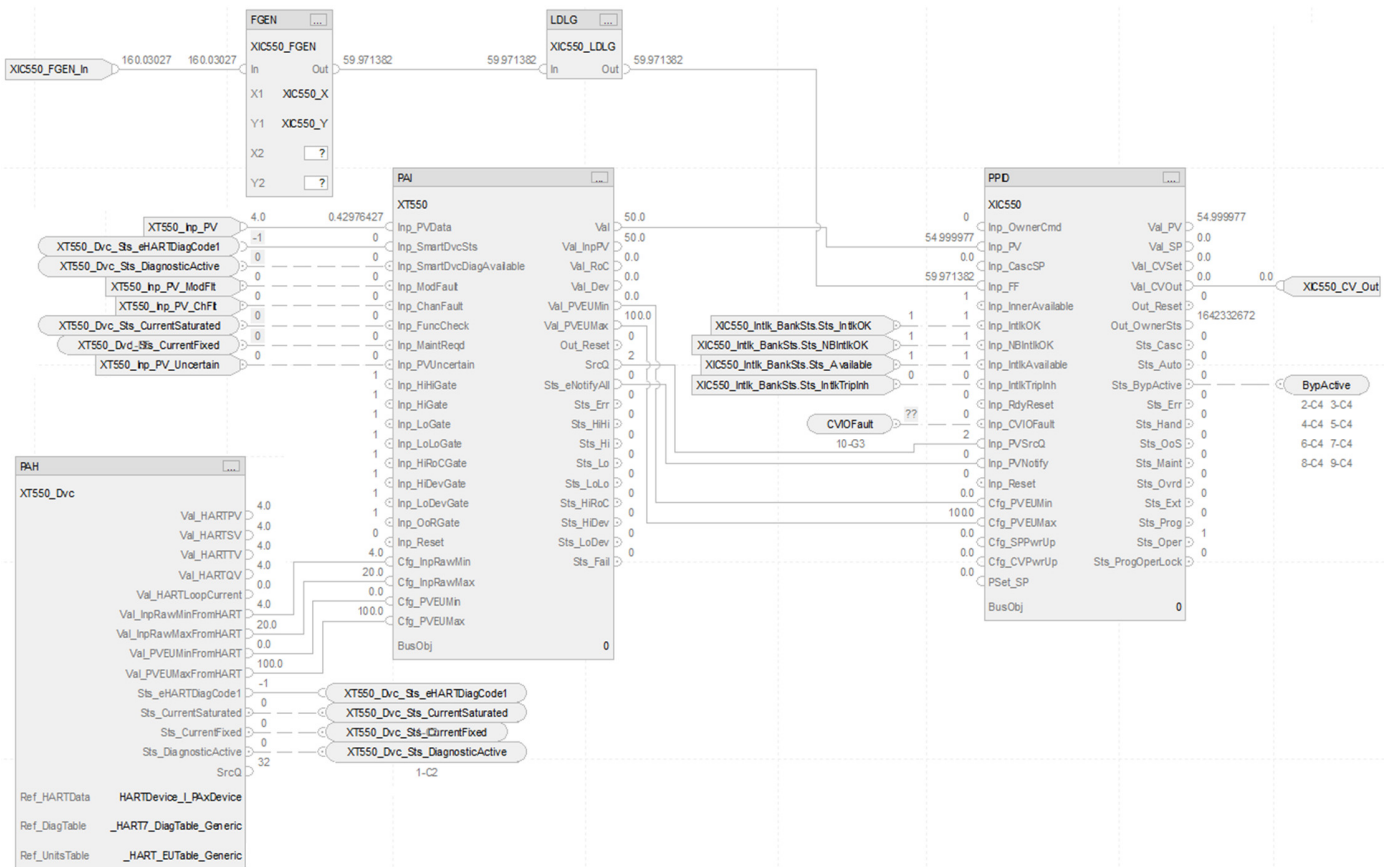 FGEN ...
XIC550_FGEN
XIC550_FGEN_In 160.03027 160.03027 In Out 59.971382
X1 XIC550_X
Y1 XIC550_Y
X2 ?
Y2 ?
LDLG ...
XIC550_LDLG
59.971382 In Out 59.971382
PAI ...
XT550
XT550_Inp_PV 4.0 0.42976427 Inp_PVData Val 50.0
XT550_Dvc_Sts_eHARTDiagCode1 -1 0 Inp_SmartDvcSts Val_InpPV 50.0
XT550_Dvc_Sts_DiagnosticActive 0 0 Inp_SmartDvcDiagAvailable Val_RoC 0.0
XT550_Inp_PV_ModFlt 0 0 Inp_ModFault Val_Dev 0.0
XT550_Inp_PV_ChFlt 0 0 Inp_ChanFault Val_PVEUMin 0.0
XT550_Dvc_Sts_CurrentSaturated 0 0 Inp_FuncCheck Val_PVEUMax 100.0
XT550_Dvc_Sts_CurrentFixed 0 0 Inp_MaintReqd Out_Reset 0
XT550_Inp_PV_Uncertain 0 0 Inp_PVUncertain SrcQ 2
1 Inp_HiHiGate Sts_eNotifyAll 0
1 Inp_HiGate Sts_Err 0
1 Inp_LoGate Sts_HiHi 0
1 Inp_LoLoGate Sts_Hi 0
1 Inp_HiRoCGate Sts_Lo 0
1 Inp_HiDevGate Sts_LoLo 0
1 Inp_LoDevGate Sts_HiRoC 0
1 Inp_OoRGate Sts_HiDev 0
0 Inp_Reset Sts_LoDev 0
4.0 Cfg_InpRawMin Sts_Fail 0
20.0 Cfg_InpRawMax
0.0 Cfg_PVEUMin
100.0 Cfg_PVEUMax
BusObj 0
PPID ...
XIC550
0 Inp_OwnerCmd Val_PV 54.999977
54.999977 Inp_PV Val_SP 0.0
0.0 Inp_CascSP Val_CVSet 0.0
59.971382 Inp_FF Val_CVOut 0.0 0.0 XIC550_CV_Out
1 Inp_InnerAvailable Out_Reset 0
XIC550_Intlk_BankSts.Sts_IntlkOK 1 1 Inp_IntlkOK Out_OwnerSts 1642332672
XIC550_Intlk_BankSts.Sts_NBIntlkOK 1 1 Inp_NBIntlkOK Sts_Casc 0
XIC550_Intlk_BankSts.Sts_Available 1 1 Inp_IntlkAvailable Sts_Auto 0
XIC550_Intlk_BankSts.Sts_IntlkTripInh 0 0 Inp_IntlkTripInh Sts_BypActive 0 BypActive
0 Inp_RdyReset Sts_Err 0
CVIOFault ?? 0 Inp_CVIOFault Sts_Hand 0
10-G3
2 Inp_PVSrcQ Sts_OoS 0
0 Inp_PVNotify Sts_Maint 0
0 Inp_Reset Sts_Ovrd 0
0.0 Cfg_PVEUMin Sts_Ext 0
100.0 Cfg_PVEUMax Sts_Prog 0
0.0 Cfg_SPPwrUp Sts_Oper 1
0.0 Cfg_CVPwrUp Sts_ProgOperLock 0
0.0 PSet_SP
BusObj 0
2-C4 3-C4
4-C4 5-C4
6-C4 7-C4
8-C4 9-C4
PAH ...
XT550_Dvc
Val_HARTPV 4.0
Val_HARTSV 4.0
Val_HARTTV 4.0
Val_HARTQV 4.0
Val_HARTLoopCurrent 0.0
Val_InpRawMinFromHART 4.0
Val_InpRawMaxFromHART 20.0
Val_PVEUMinFromHART 0.0
Val_PVEUMaxFromHART 100.0
Sts_eHARTDiagCode1 -1 XT550_Dvc_Sts_eHARTDiagCode1
Sts_CurrentSaturated 0 XT550_Dvc_Sts_CurrentSaturated
Sts_CurrentFixed 0 XT550_Dvc_Sts_CurrentFixed
Sts_DiagnosticActive 0 XT550_Dvc_Sts_DiagnosticActive
SrcQ 32 1-C2
Ref_HARTData HARTDevice_I_PAxDevice
Ref_DiagTable _HART7_DiagTable_Generic
Ref_UnitsTable _HART_EUTable_Generic